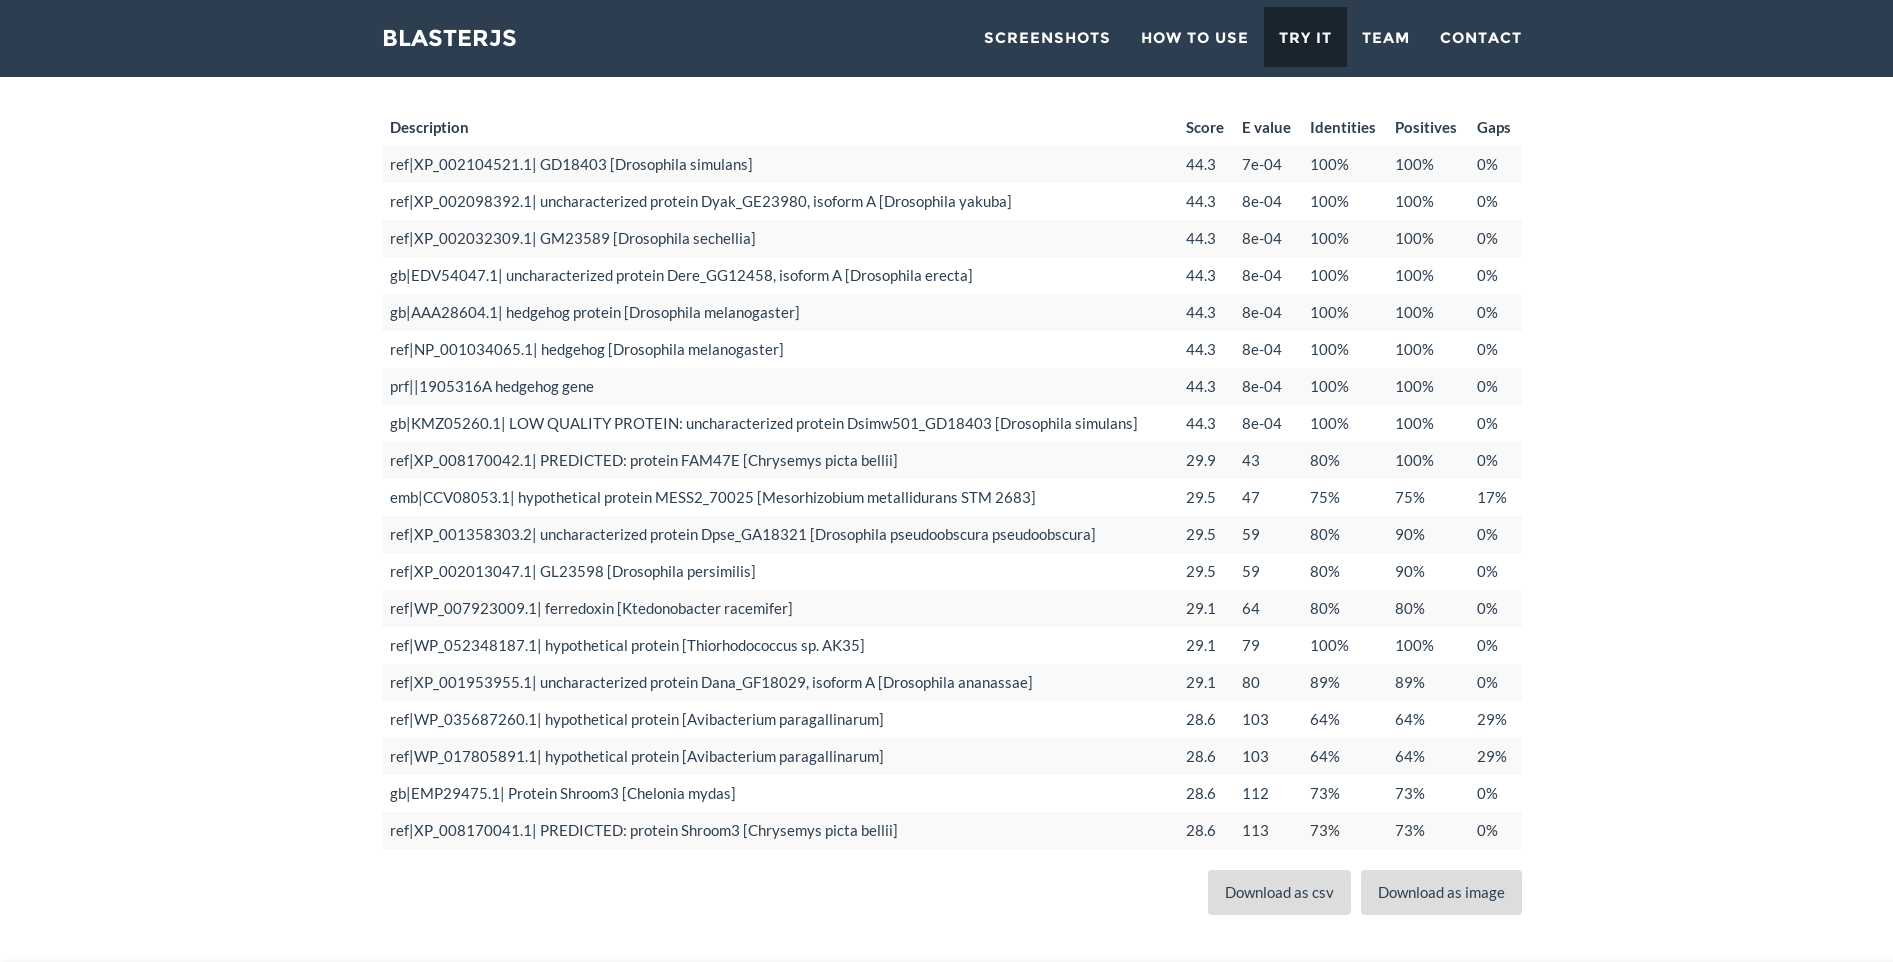 BLASTERJS SCREENSHOTS HOW TO USE TRY IT TEAM CONTACT
Description Score E value Identities Positives Gaps
ref|XP_002104521.1| GD18403 [Drosophila simulans] 44.3 7e-04 100% 100% 0%
ref|XP_002098392.1| uncharacterized protein Dyak_GE23980, isoform A [Drosophila yakuba] 44.3 8e-04 100% 100% 0%
ref|XP_002032309.1| GM23589 [Drosophila sechellia] 44.3 8e-04 100% 100% 0%
gb|EDV54047.1| uncharacterized protein Dere_GG12458, isoform A [Drosophila erecta] 44.3 8e-04 100% 100% 0%
gb|AAA28604.1| hedgehog protein [Drosophila melanogaster] 44.3 8e-04 100% 100% 0%
ref|NP_001034065.1| hedgehog [Drosophila melanogaster] 44.3 8e-04 100% 100% 0%
prf||1905316A hedgehog gene 44.3 8e-04 100% 100% 0%
gb|KMZ05260.1| LOW QUALITY PROTEIN: uncharacterized protein Dsimw501_GD18403 [Drosophila simulans] 44.3 8e-04 100% 100% 0%
ref|XP_008170042.1| PREDICTED: protein FAM47E [Chrysemys picta bellii] 29.9 43 80% 100% 0%
emb|CCV08053.1| hypothetical protein MESS2_70025 [Mesorhizobium metallidurans STM 2683] 29.5 47 75% 75% 17%
ref|XP_001358303.2| uncharacterized protein Dpse_GA18321 [Drosophila pseudoobscura pseudoobscura] 29.5 59 80% 90% 0%
ref|XP_002013047.1| GL23598 [Drosophila persimilis] 29.5 59 80% 90% 0%
ref|WP_007923009.1| ferredoxin [Ktedonobacter racemifer] 29.1 64 80% 80% 0%
ref|WP_052348187.1| hypothetical protein [Thiorhodococcus sp. AK35] 29.1 79 100% 100% 0%
ref|XP_001953955.1| uncharacterized protein Dana_GF18029, isoform A [Drosophila ananassae] 29.1 80 89% 89% 0%
ref|WP_035687260.1| hypothetical protein [Avibacterium paragallinarum] 28.6 103 64% 64% 29%
ref|WP_017805891.1| hypothetical protein [Avibacterium paragallinarum] 28.6 103 64% 64% 29%
gb|EMP29475.1| Protein Shroom3 [Chelonia mydas] 28.6 112 73% 73% 0%
ref|XP_008170041.1| PREDICTED: protein Shroom3 [Chrysemys picta bellii] 28.6 113 73% 73% 0%
Download as csv Download as image